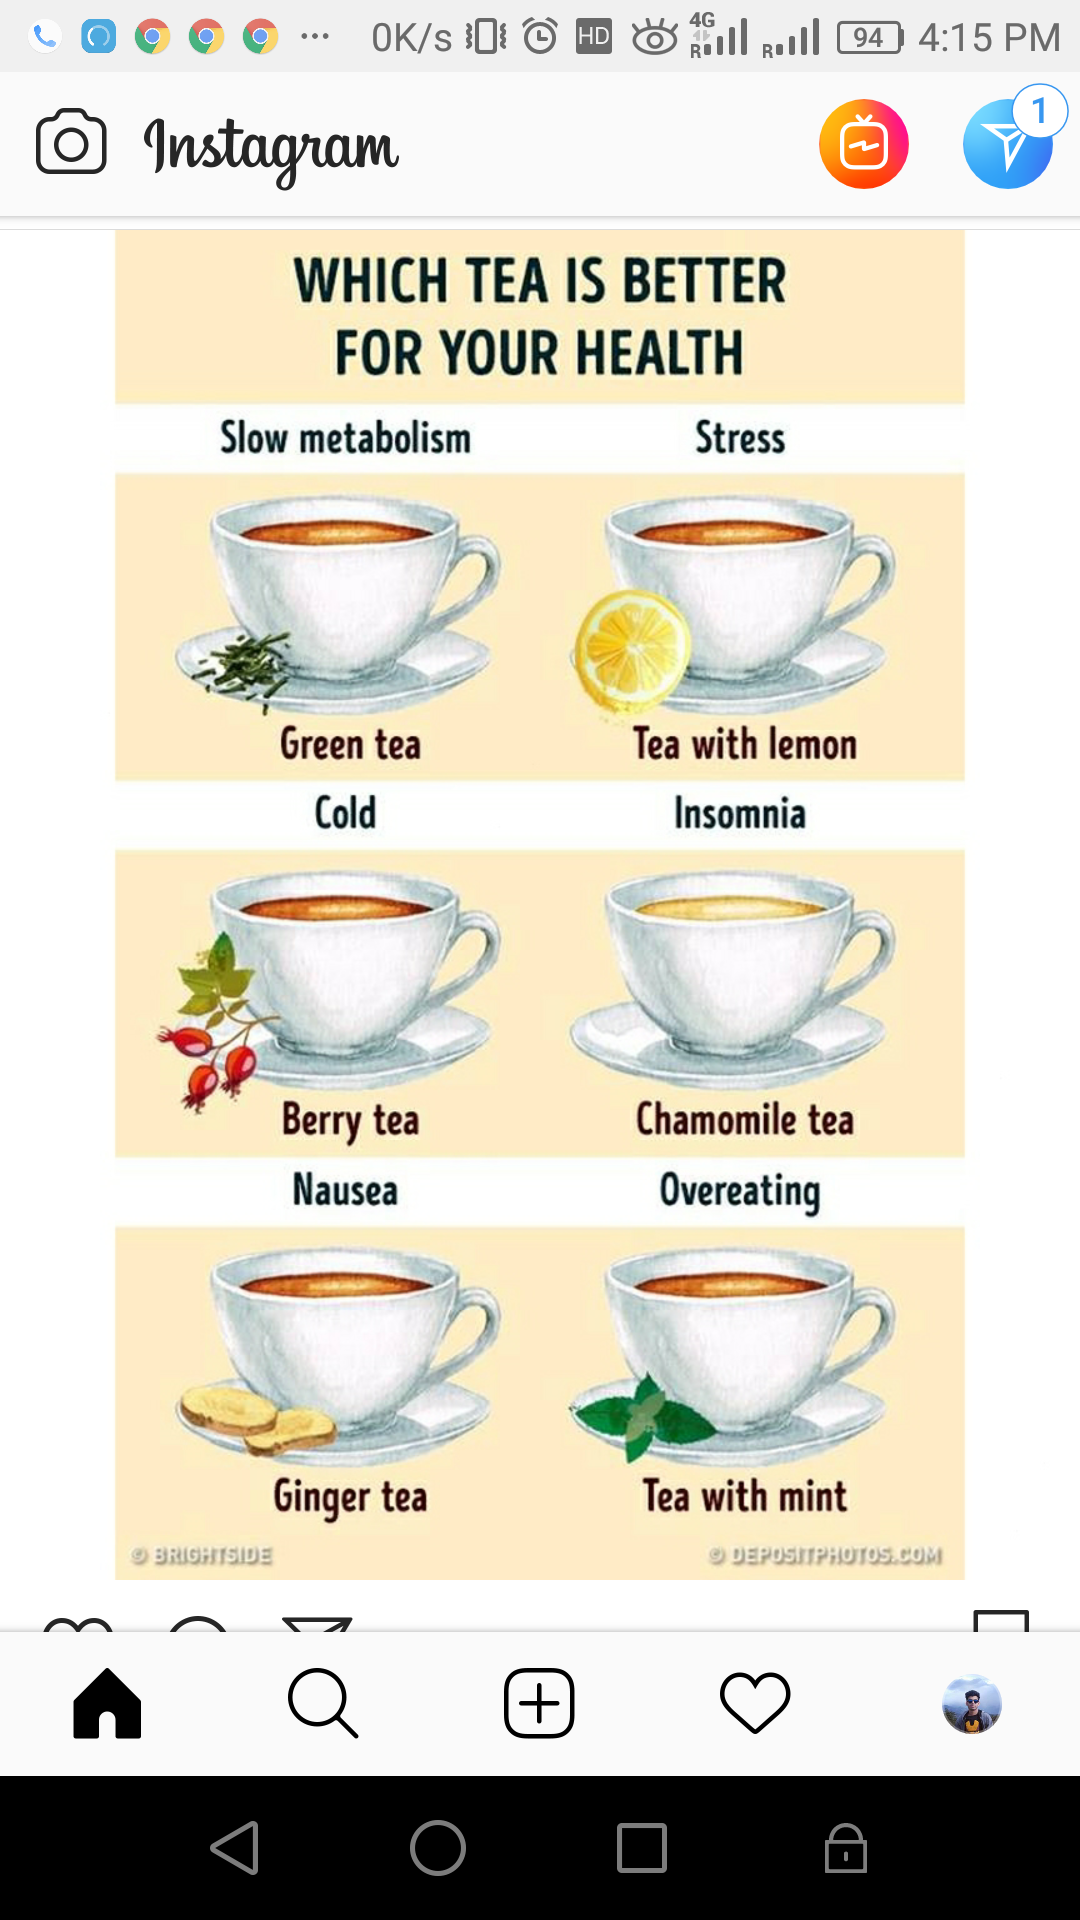 0K/s HD 4G R R 94 4:15 PM
Instagram
1
WHICH TEA IS BETTER
FOR YOUR HEALTH
Slow metabolism
Stress
Green tea
Tea with lemon
Cold
Insomnia
Berry tea
Chamomile tea
Nausea
Overeating
Ginger tea
Tea with mint
© BRIGHTSIDE
© DEPOSITPHOTOS.COM